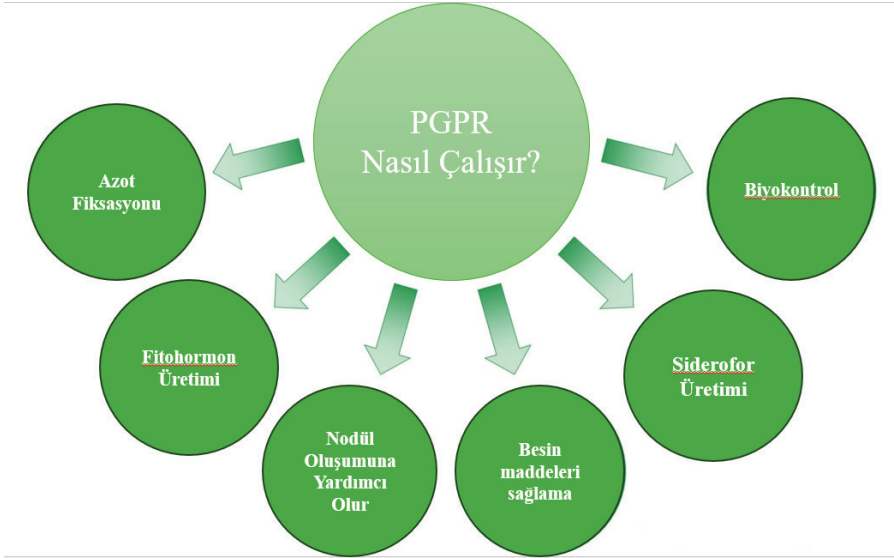 PGPR
Nasıl Çalışır?
Azot
Fiksasyonu
Fitohormon
Üretimi
Nodül
Oluşumuna
Yardımcı
Olur
Besin
maddeleri
sağlama
Siderofor
Üretimi
Biyokontrol